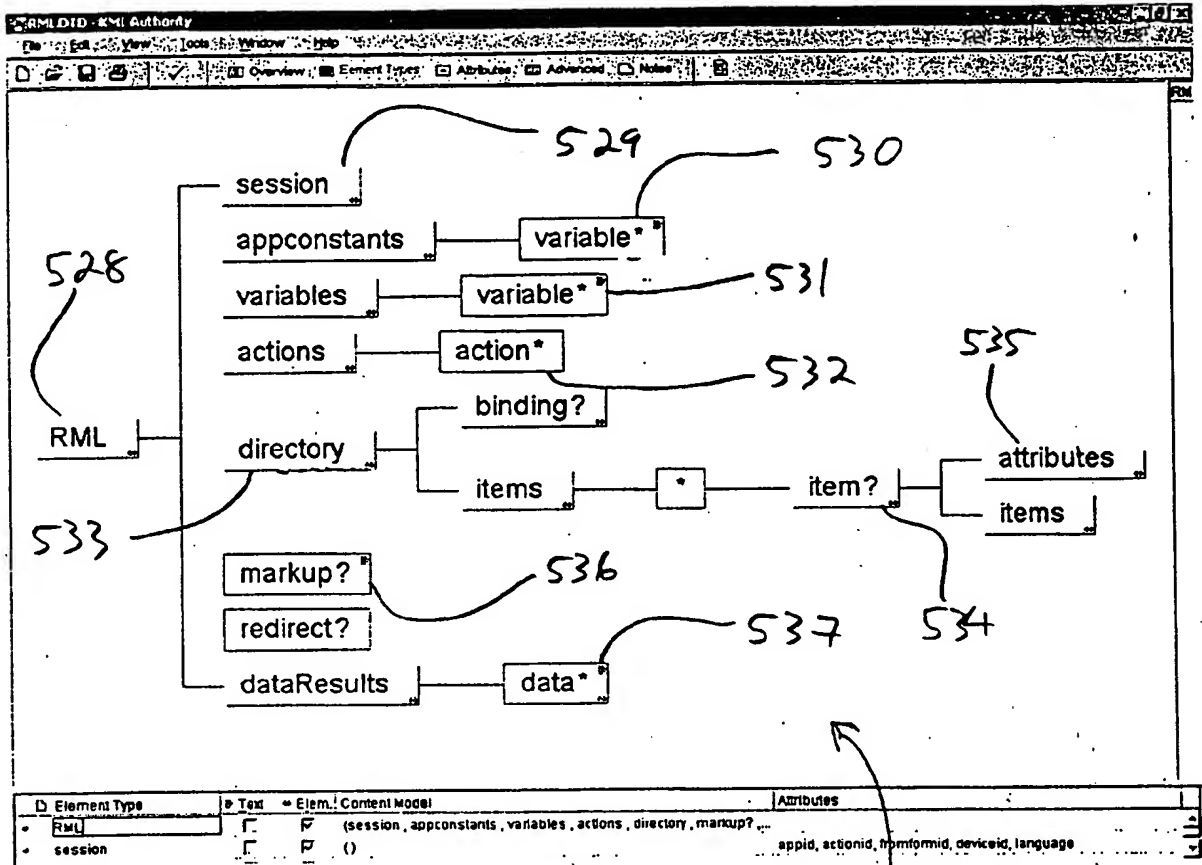 RML.DTD - XML Authority
File Edit View Tools Window Help
Overview Element Types Attributes Advanced Notes
RM
529
530
session
appconstants variable*
528
variables variable* 531
actions action* 535
532
binding?
RML directory attributes
items * item?
items
533
markup? 536
redirect? 537 534
dataResults data*
Element Type Text Elem. Content Model Attributes
RML (session , appconstants , variables , actions , directory , markup? ,...
session () appid, actionid, fromformid, deviceid, language